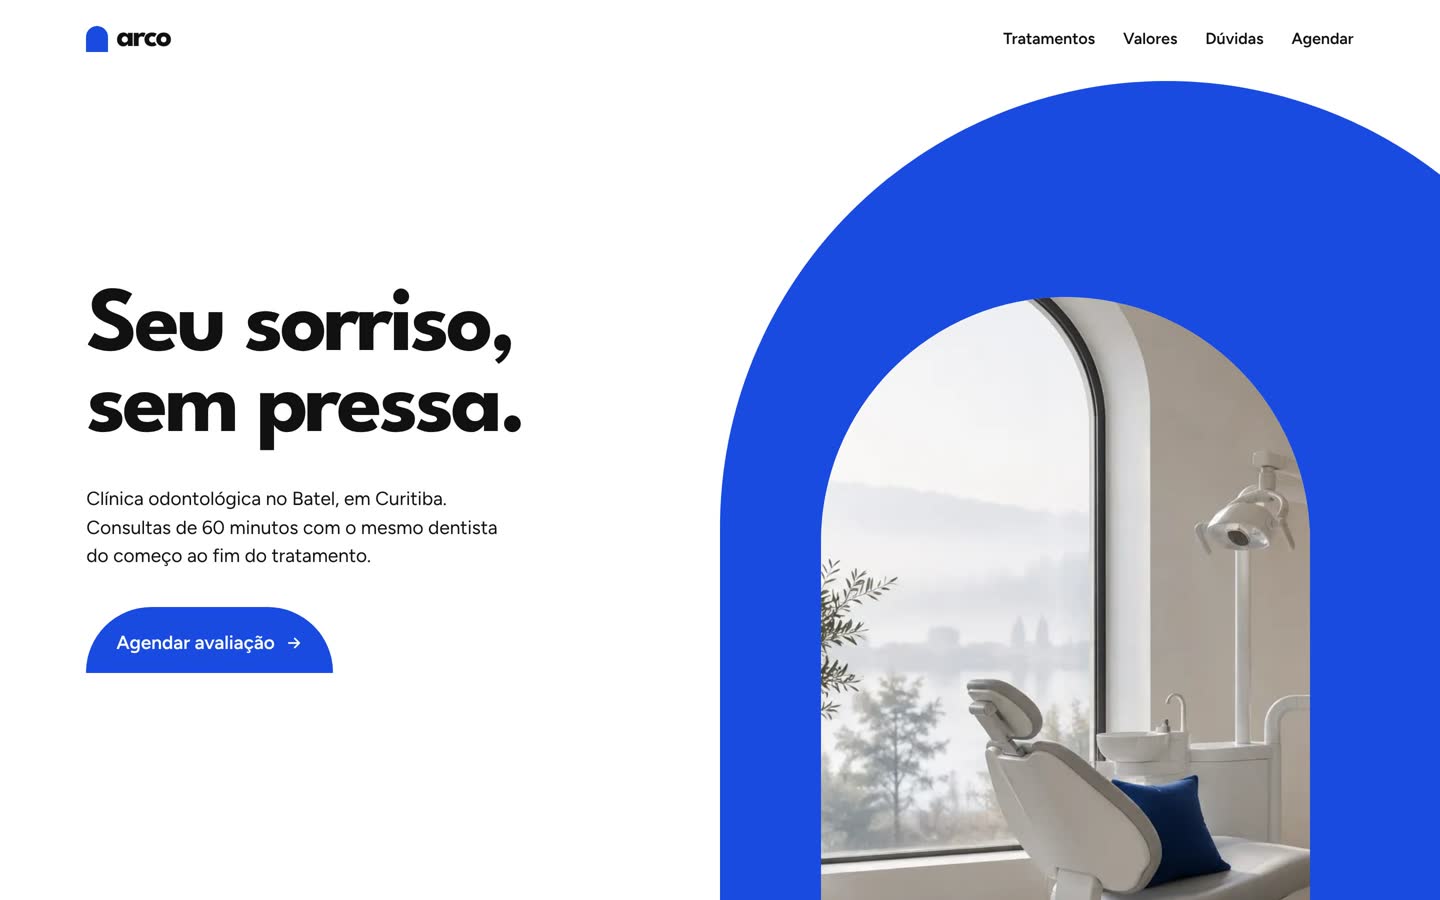 arco
Tratamentos
Valores
Dúvidas
Agendar
Seu sorriso,
sem pressa.
Clínica odontológica no Batel, em Curitiba.
Consultas de 60 minutos com o mesmo dentista
do começo ao fim do tratamento.
Agendar avaliação →